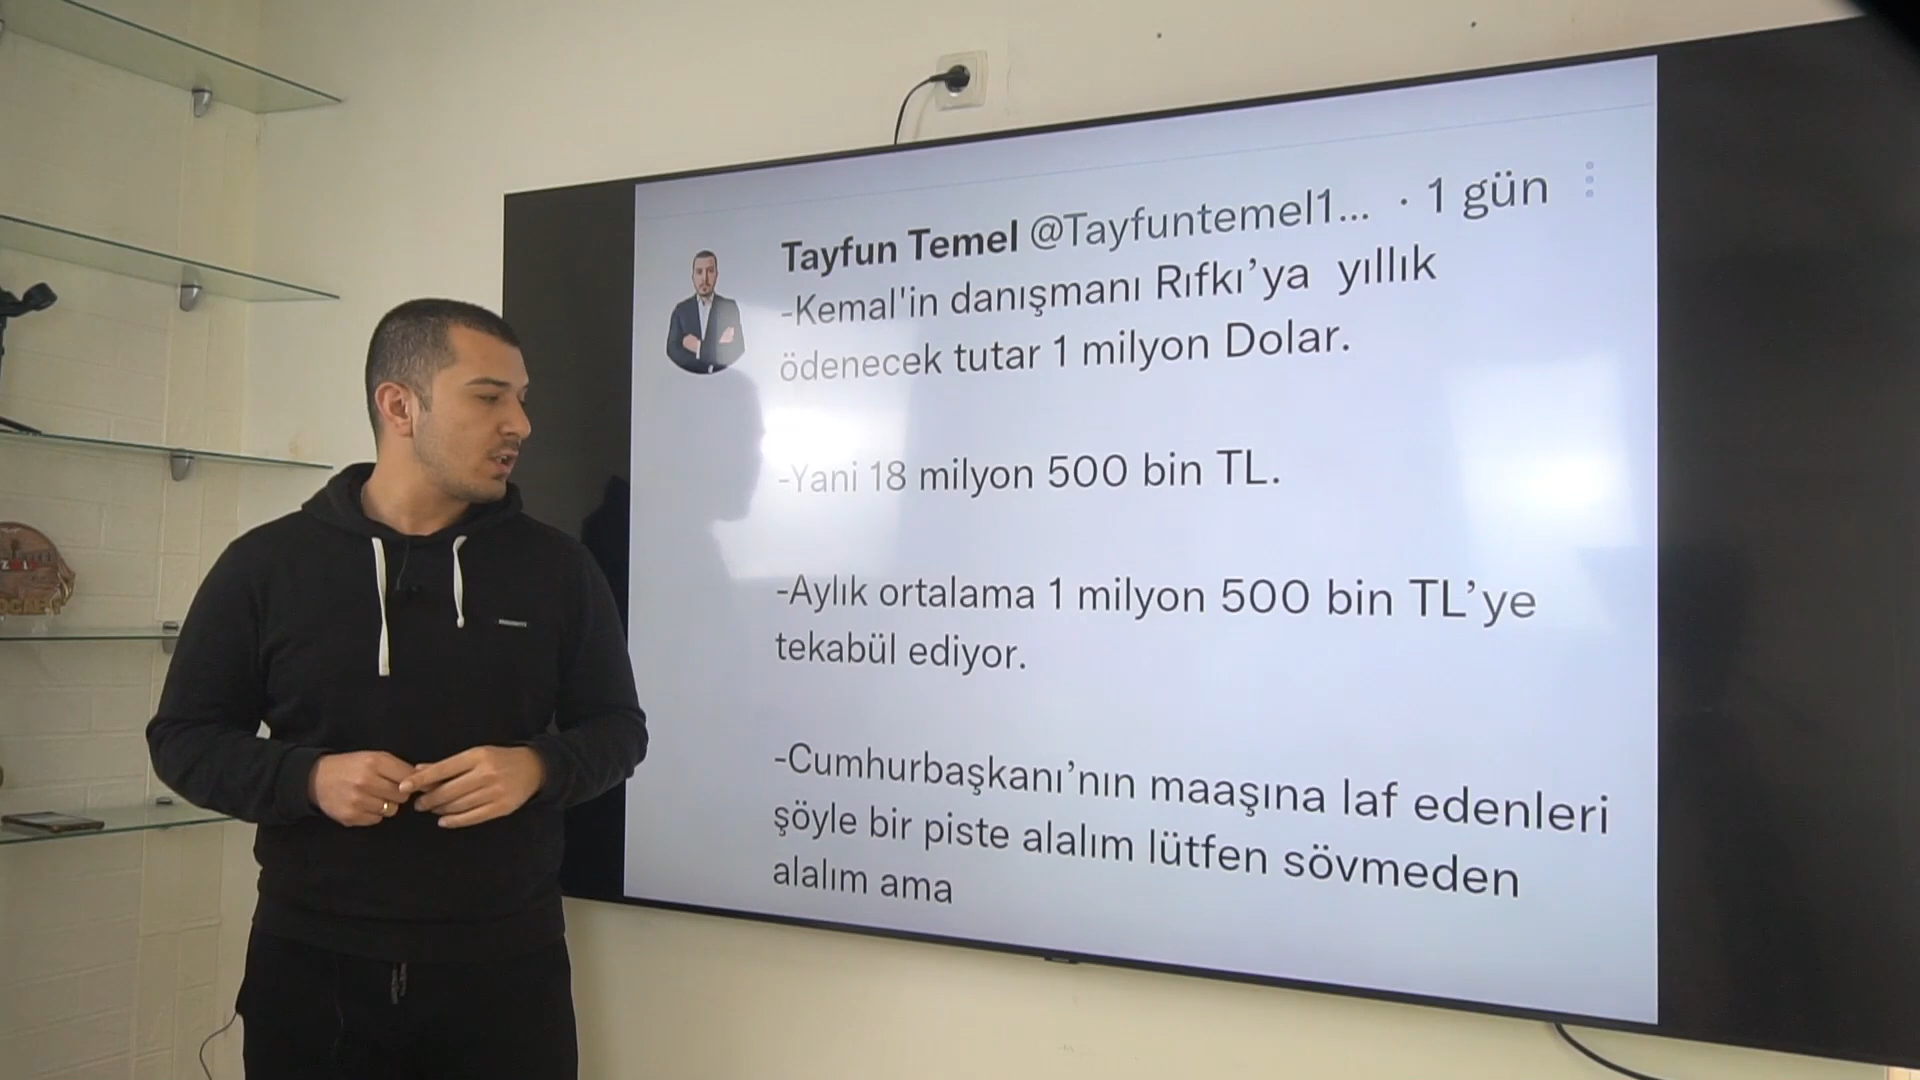 Tayfun Temel @Tayfuntemel1... · 1 gün
-Kemal'in danışmanı Rıfkı’ya yıllık
ödenecek tutar 1 milyon Dolar.
-Yani 18 milyon 500 bin TL.
-Aylık ortalama 1 milyon 500 bin TL’ye
tekabül ediyor.
-Cumhurbaşkanı’nın maaşına laf edenleri
şöyle bir piste alalım lütfen sövmeden
alalım ama